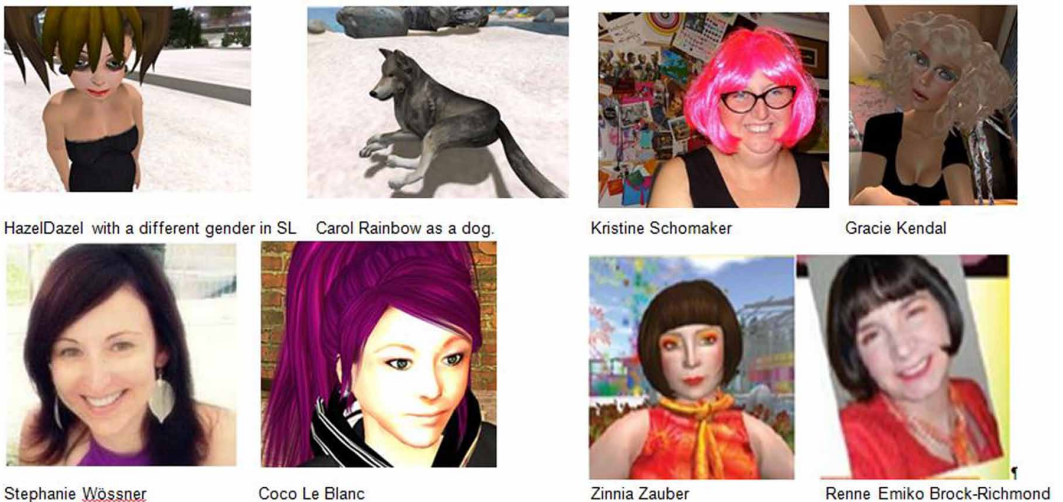 HazelDazel with a different gender in SL
Carol Rainbow as a dog.
Kristine Schomaker
Gracie Kendal
Stephanie Wössner
Coco Le Blanc
Zinnia Zauber
Renne Emiko Brock-Richmond